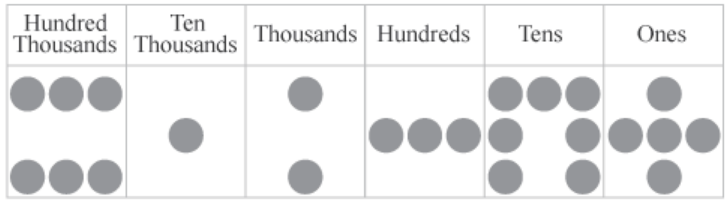 Hundred
Thousands
Ten
Thousands
Thousands
Hundreds
Tens
Ones